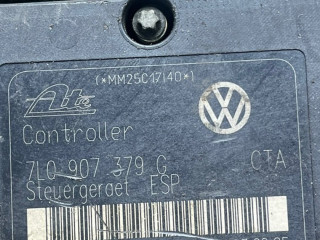 (*MM25C17140*)
Ate
Controller
7L0 907 379 G CTA
Steuergeraet ESP